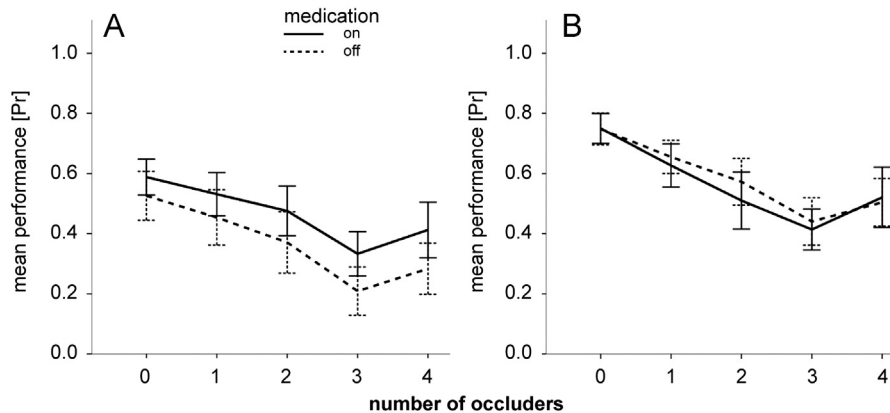 A
medication
on
off
mean performance [Pr]
1.0
0.8
0.6
0.4
0.2
0.0
0 1 2 3 4
B
mean performance [Pr]
1.0
0.8
0.6
0.4
0.2
0.0
0 1 2 3 4
number of occluders